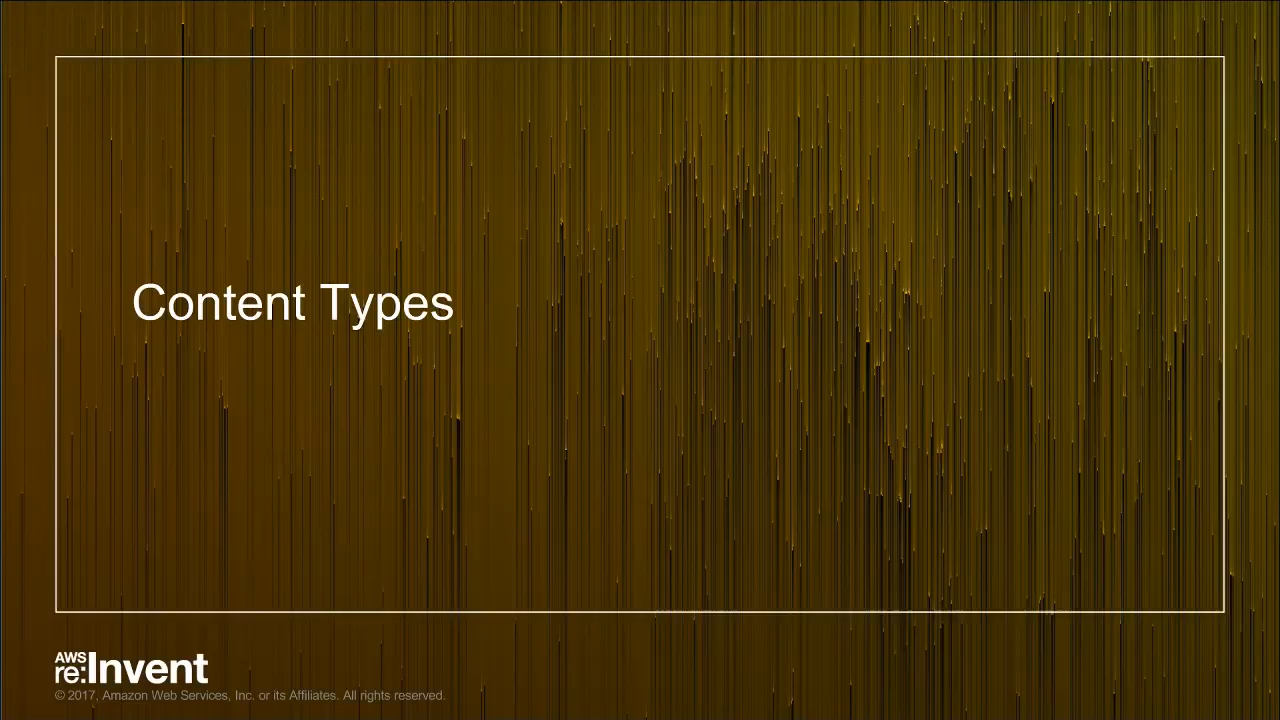 Content Types
AWS
re:Invent
© 2017, Amazon Web Services, Inc. or its Affiliates. All rights reserved.